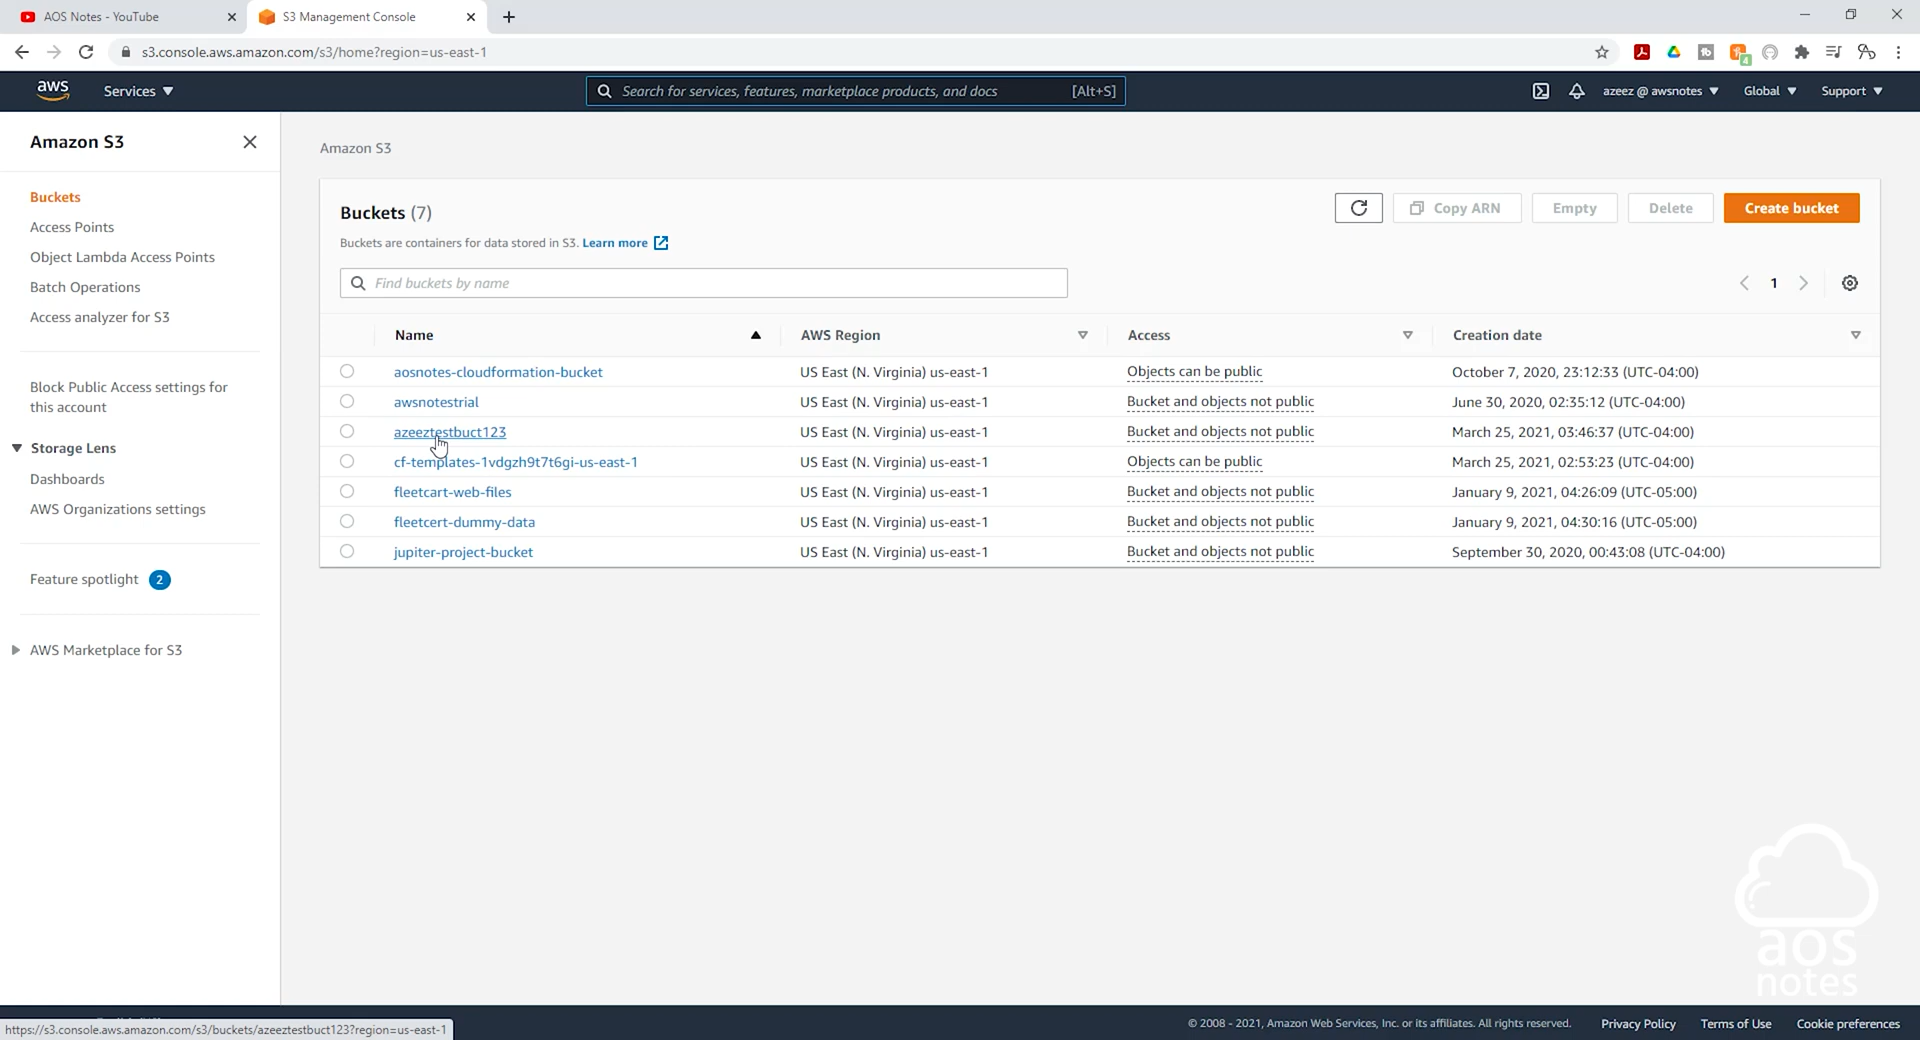 AOS Notes - YouTube
S3 Management Console
s3.console.aws.amazon.com/s3/home?region=us-east-1
4
aws
Services
Search for services, features, marketplace products, and docs [Alt+S]
azeez @ awsnotes
Global
Support
Amazon S3
Buckets
Access Points
Object Lambda Access Points
Batch Operations
Access analyzer for S3
Block Public Access settings for
this account
Storage Lens
Dashboards
AWS Organizations settings
Feature spotlight 2
AWS Marketplace for S3
Amazon S3
Buckets (7)
Copy ARN
Empty
Delete
Create bucket
Buckets are containers for data stored in S3. Learn more
Find buckets by name
1
Name AWS Region Access Creation date
aosnotes-cloudformation-bucket US East (N. Virginia) us-east-1 Objects can be public October 7, 2020, 23:12:33 (UTC-04:00)
awsnotestrial US East (N. Virginia) us-east-1 Bucket and objects not public June 30, 2020, 02:35:12 (UTC-04:00)
azeeztestbuct123 US East (N. Virginia) us-east-1 Bucket and objects not public March 25, 2021, 03:46:37 (UTC-04:00)
cf-templates-1vdgzh9t7t6gi-us-east-1 US East (N. Virginia) us-east-1 Objects can be public March 25, 2021, 02:53:23 (UTC-04:00)
fleetcart-web-files US East (N. Virginia) us-east-1 Bucket and objects not public January 9, 2021, 04:26:09 (UTC-05:00)
fleetcert-dummy-data US East (N. Virginia) us-east-1 Bucket and objects not public January 9, 2021, 04:30:16 (UTC-05:00)
jupiter-project-bucket US East (N. Virginia) us-east-1 Bucket and objects not public September 30, 2020, 00:43:08 (UTC-04:00)
aos
notes
https://s3.console.aws.amazon.com/s3/buckets/azeeztestbuct123?region=us-east-1
© 2008 - 2021, Amazon Web Services, Inc. or its affiliates. All rights reserved. Privacy Policy Terms of Use Cookie preferences